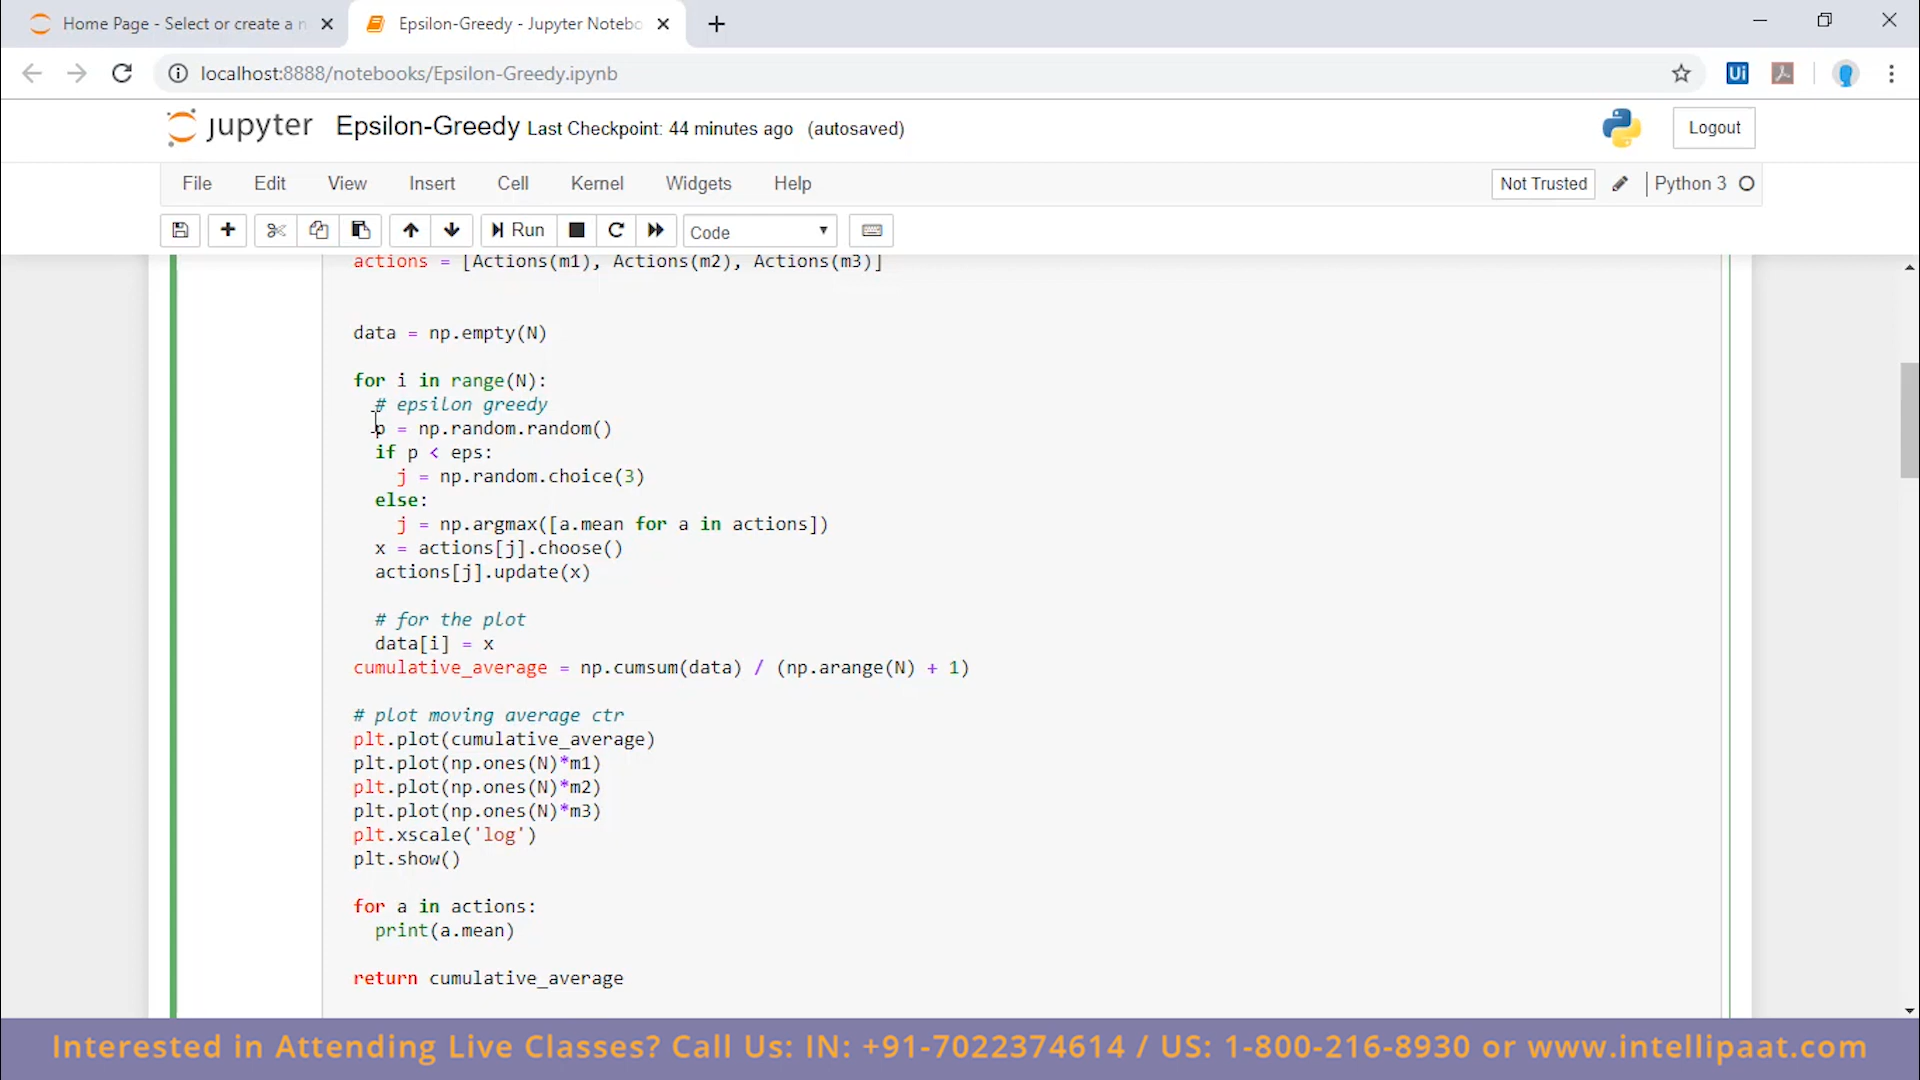 Home Page - Select or create a n
Epsilon-Greedy - Jupyter Notebo
localhost:8888/notebooks/Epsilon-Greedy.ipynb
Ui
jupyter Epsilon-Greedy Last Checkpoint: 44 minutes ago (autosaved)
Logout
File Edit View Insert Cell Kernel Widgets Help
Not Trusted
Python 3
Run
Code
actions = [Actions(m1), Actions(m2), Actions(m3)]
data = np.empty(N)
for i in range(N):
# epsilon greedy
p = np.random.random()
if p < eps:
j = np.random.choice(3)
else:
j = np.argmax([a.mean for a in actions])
x = actions[j].choose()
actions[j].update(x)
# for the plot
data[i] = x
cumulative_average = np.cumsum(data) / (np.arange(N) + 1)
# plot moving average ctr
plt.plot(cumulative_average)
plt.plot(np.ones(N)*m1)
plt.plot(np.ones(N)*m2)
plt.plot(np.ones(N)*m3)
plt.xscale('log')
plt.show()
for a in actions:
print(a.mean)
return cumulative_average
Interested in Attending Live Classes? Call Us: IN: +91-7022374614 / US: 1-800-216-8930 or www.intellipaat.com